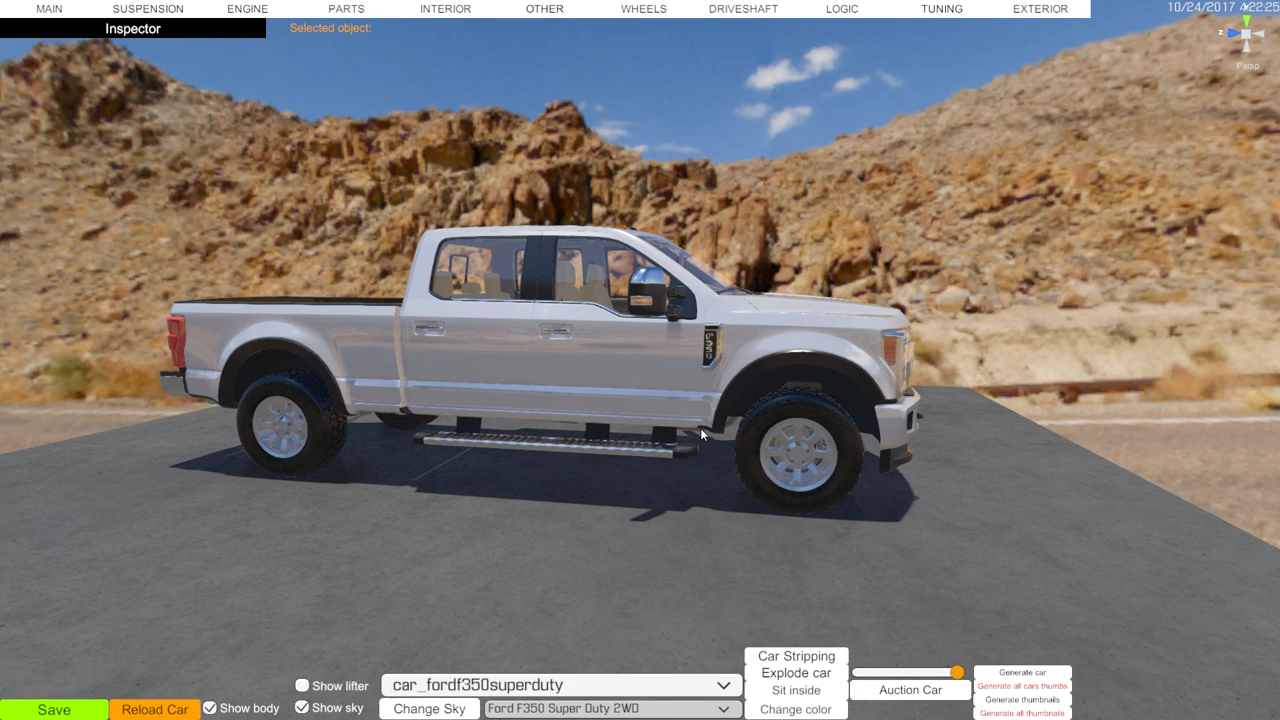 MAIN SUSPENSION ENGINE PARTS INTERIOR OTHER WHEELS DRIVESHAFT LOGIC TUNING EXTERIOR
10/24/2017 4:22:25
Inspector
Selected object:
z
Persp
F350
Show lifter
car_fordf350superduty
Car Stripping
Explode car
Sit inside
Change color
Auction Car
Generate car
Generate all cars thumbs
Generate thumbnails
Generate all thumbnails
Save
Reload Car
Show body
Show sky
Change Sky
Ford F350 Super Duty 2WD